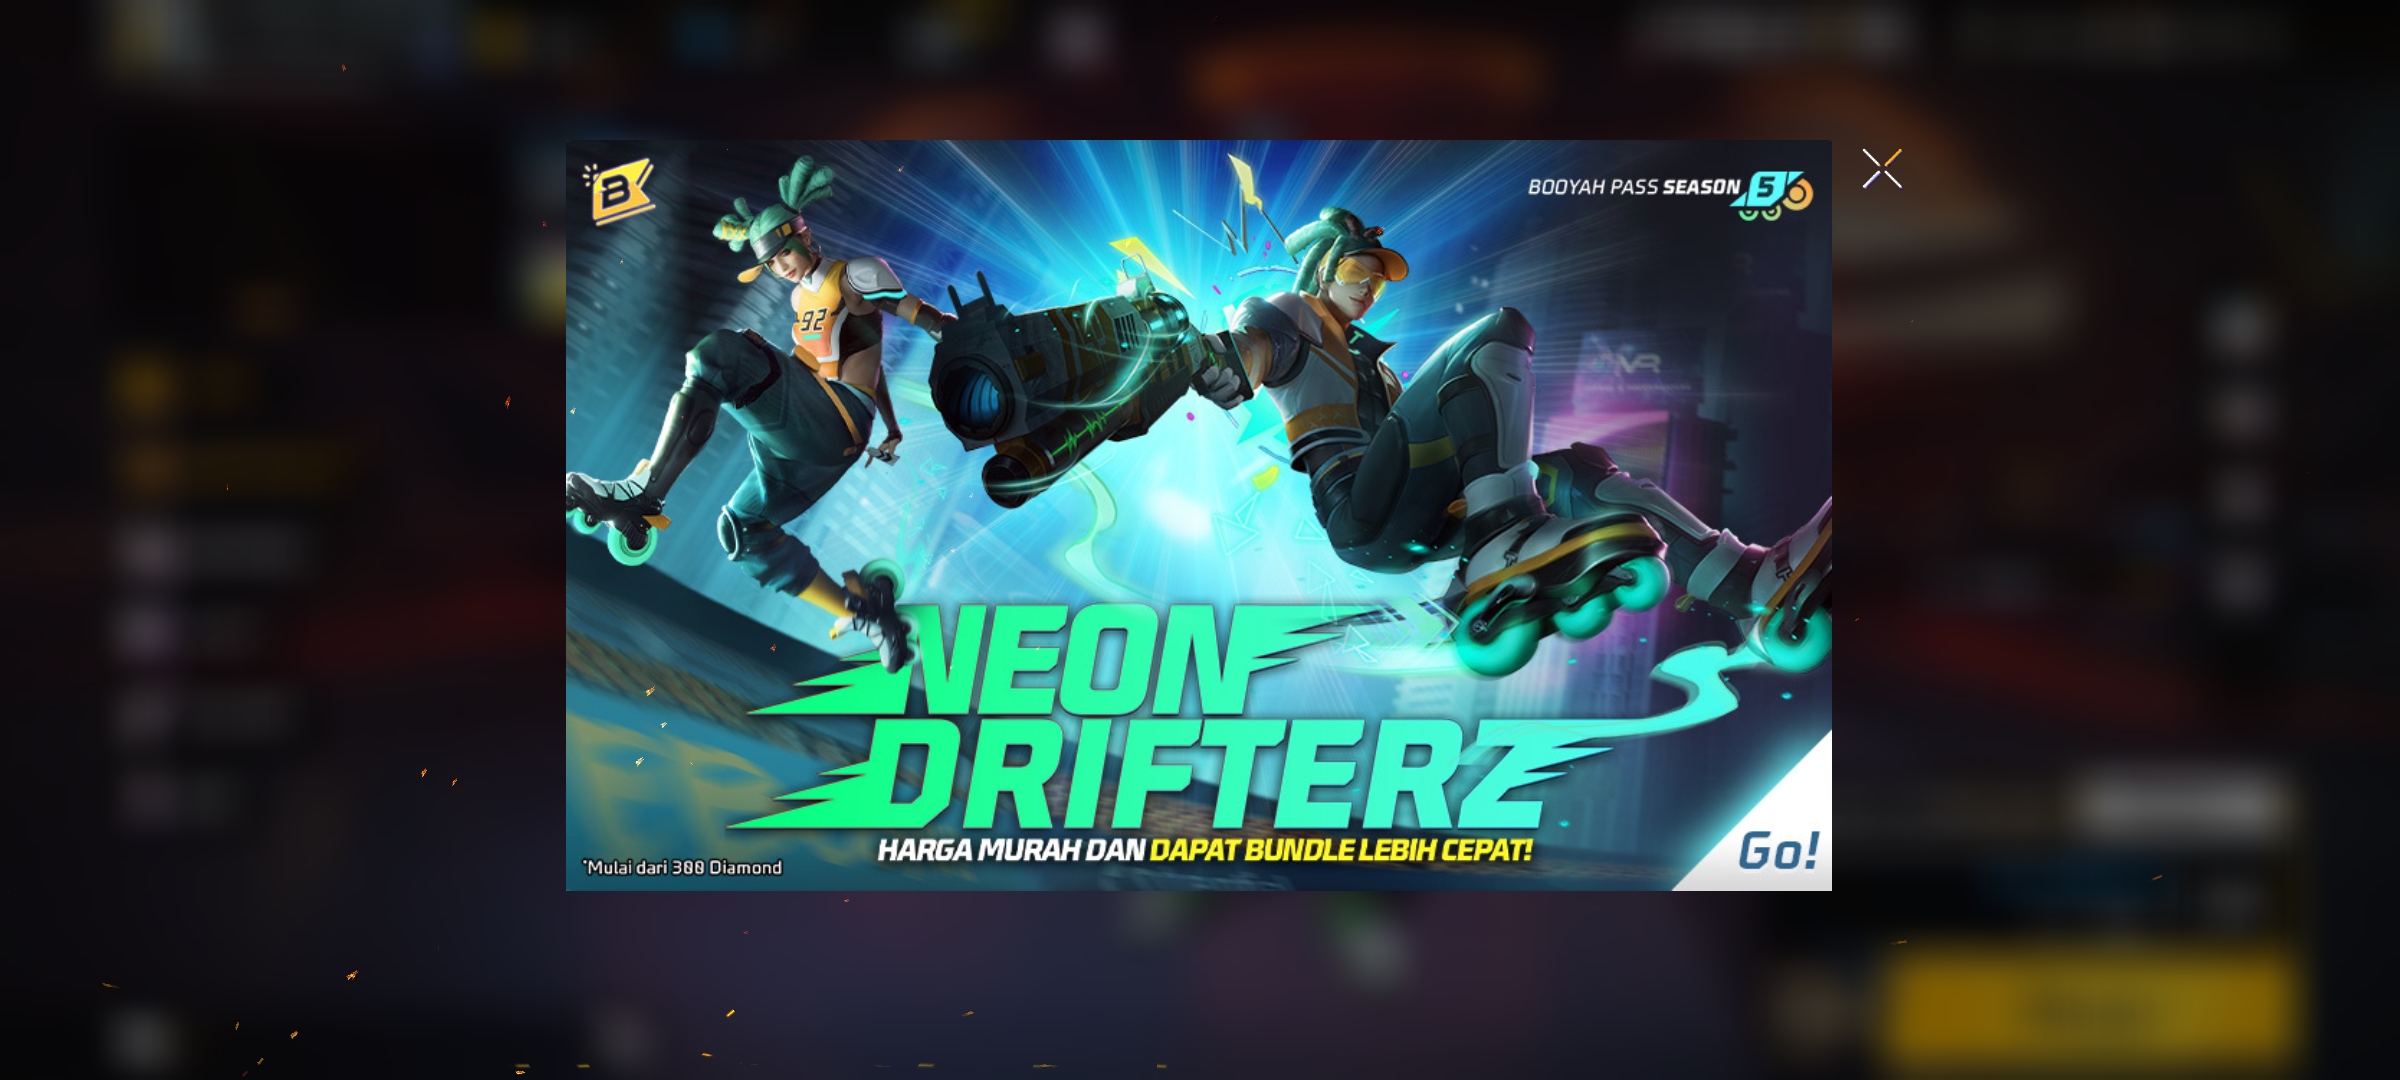 B
BOOYAH PASS SEASON 5
92
NEON
DRIFTERZ
HARGA MURAH DAN DAPAT BUNDLE LEBIH CEPAT!
*Mulai dari 300 Diamond
Go!